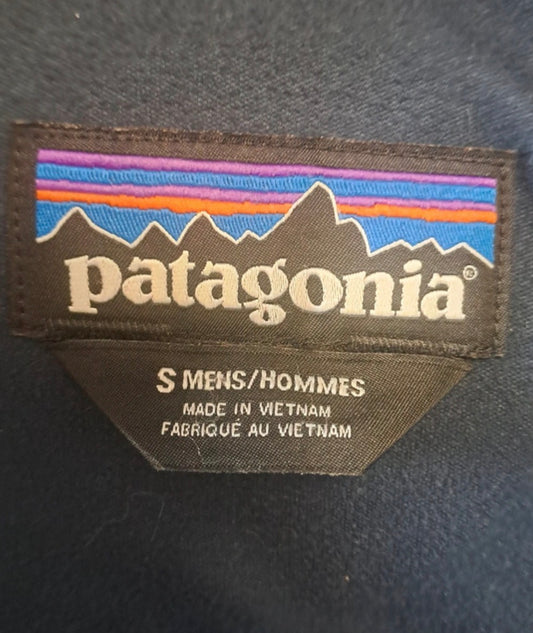 patagonia®
S MENS/HOMMES
MADE IN VIETNAM
FABRIQUÉ AU VIETNAM